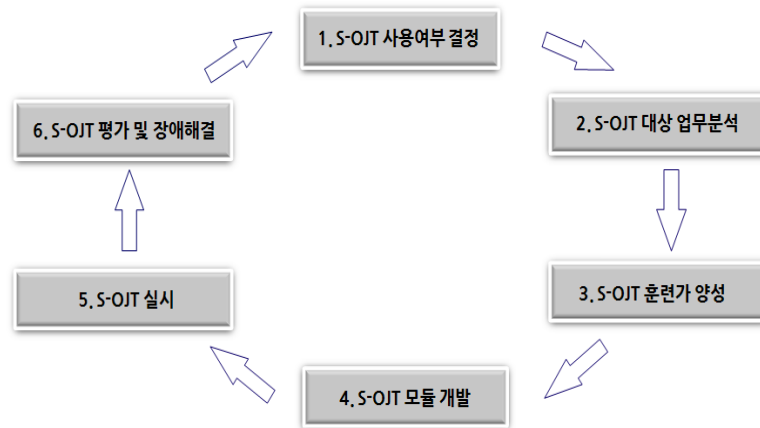 1. S-OJT 사용여부 결정
2. S-OJT 대상 업무분석
3. S-OJT 훈련가 양성
4. S-OJT 모듈 개발
5. S-OJT 실시
6. S-OJT 평가 및 장애해결